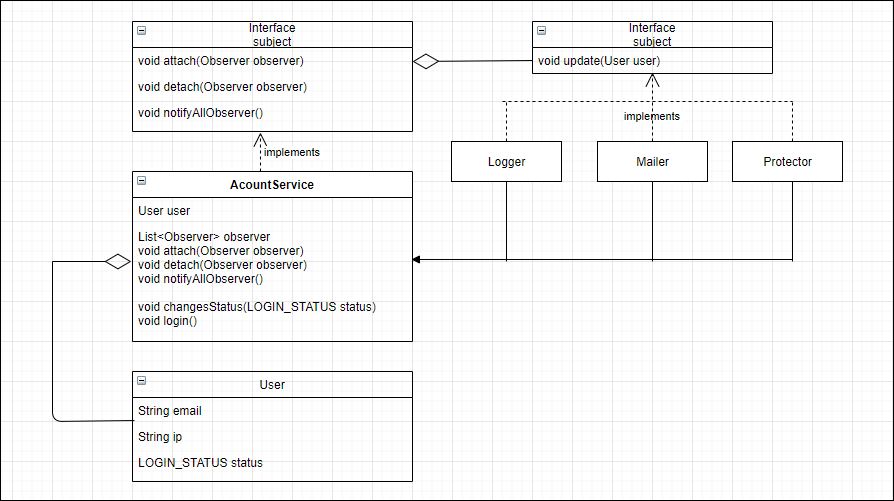 Interface
subject
void attach(Observer observer)
void detach(Observer observer)
void notifyAllObserver()
Interface
subject
void update(User user)
implements
implements
Logger
Mailer
Protector
AcountService
User user
List<Observer> observer
void attach(Observer observer)
void detach(Observer observer)
void notifyAllObserver()
void changesStatus(LOGIN_STATUS status)
void login()
User
String email
String ip
LOGIN_STATUS status